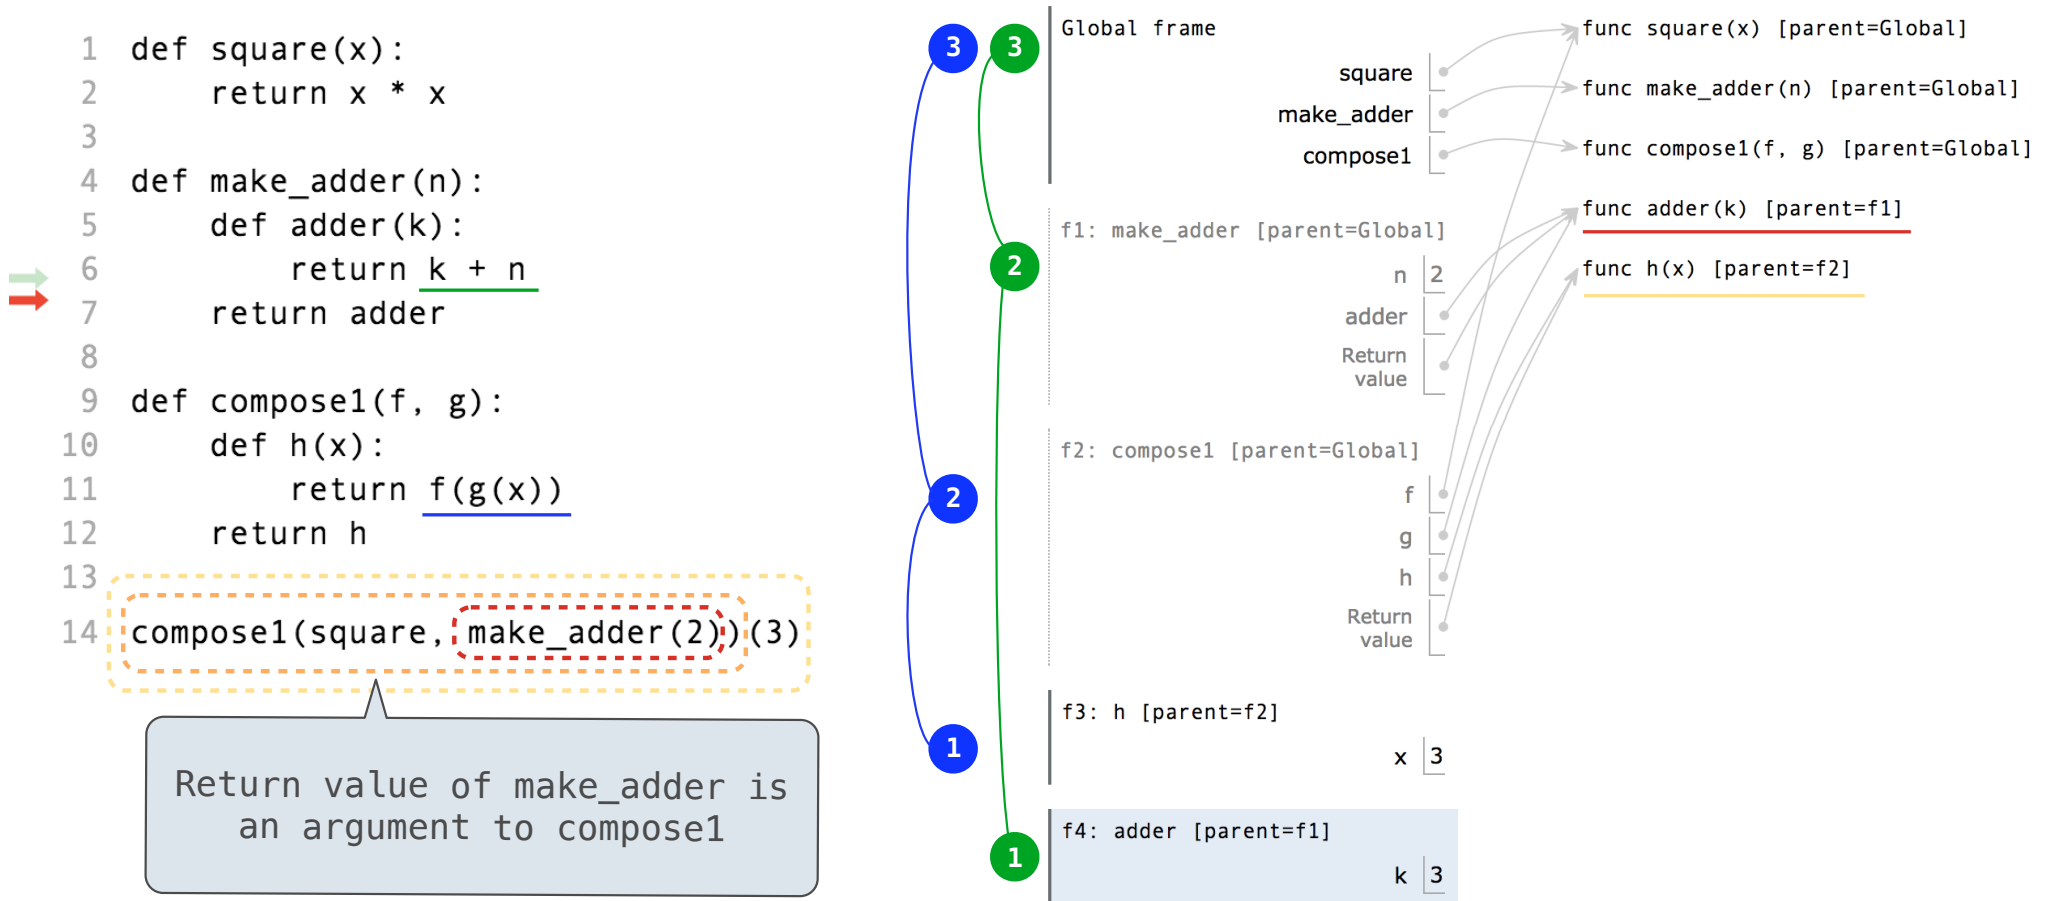 1 def square(x):
2     return x * x
3
4 def make_adder(n):
5     def adder(k):
6         return k + n
7     return adder
8
9 def compose1(f, g):
10     def h(x):
11         return f(g(x))
12     return h
13
14 compose1(square, make_adder(2))(3)
Return value of make_adder is
an argument to compose1
3
3
2
2
1
1
Global frame
square
make_adder
compose1
f1: make_adder [parent=Global]
n 2
adder
Return
value
f2: compose1 [parent=Global]
f
g
h
Return
value
f3: h [parent=f2]
x 3
f4: adder [parent=f1]
k 3
func square(x) [parent=Global]
func make_adder(n) [parent=Global]
func compose1(f, g) [parent=Global]
func adder(k) [parent=f1]
func h(x) [parent=f2]